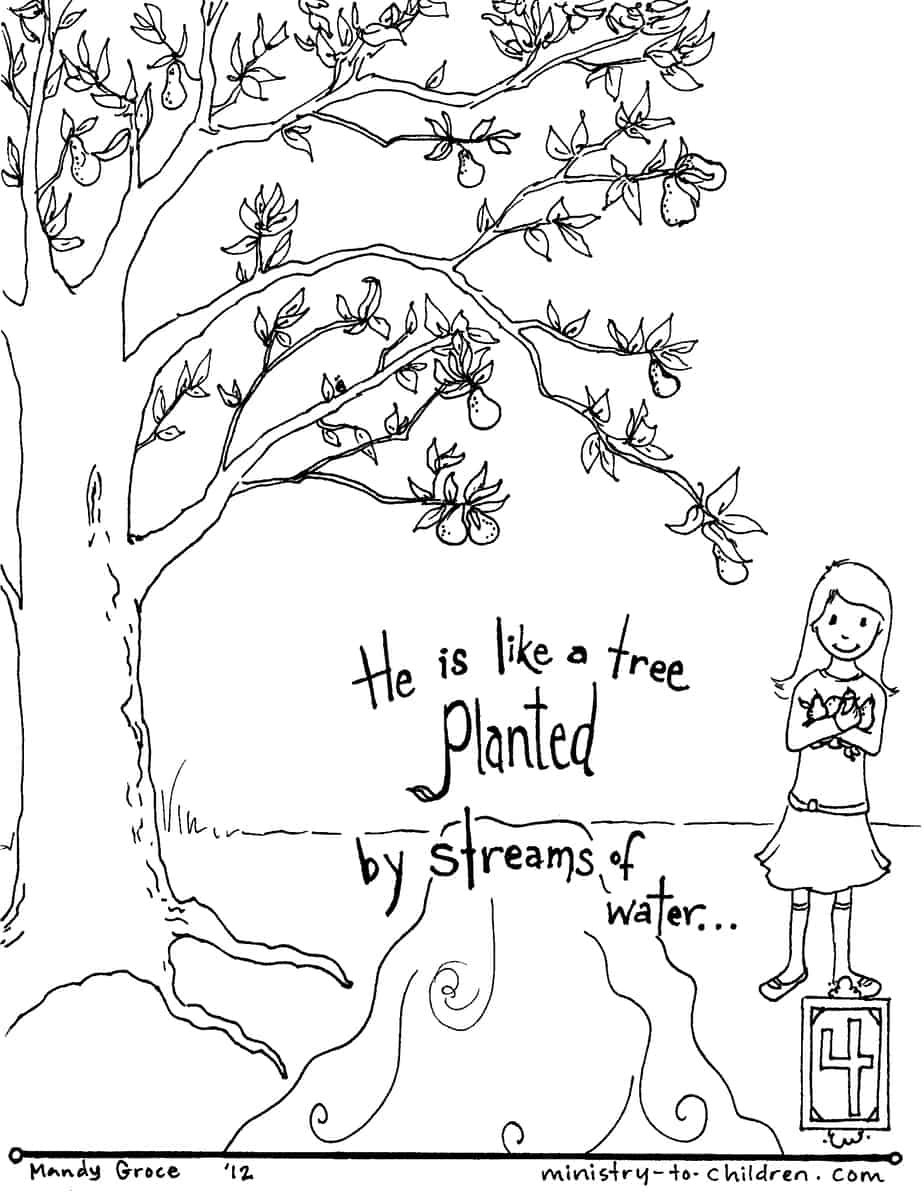 He is like a tree
Planted
by streams of
water...
4
Mandy Groce '12
ministry-to-children.com